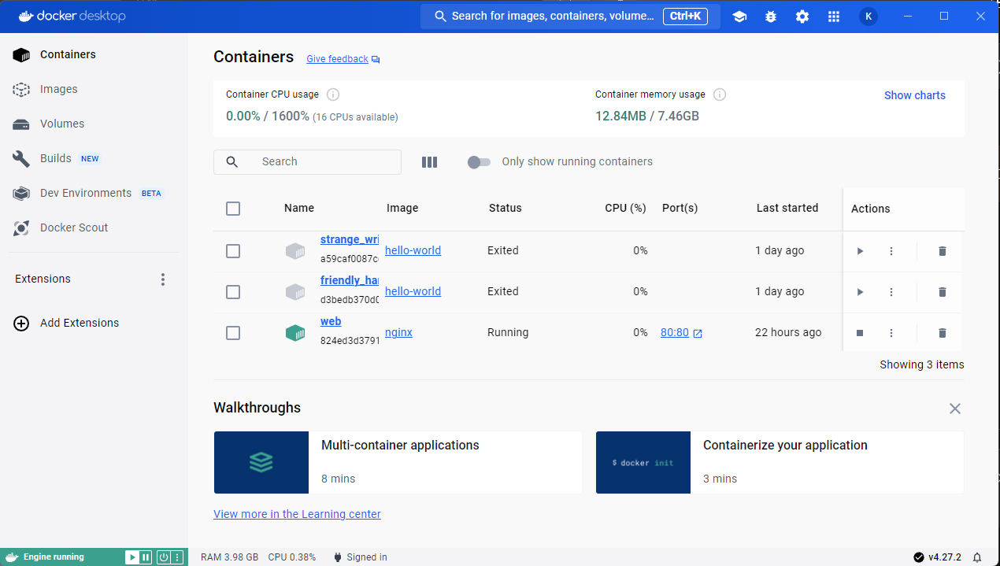 docker desktop
Search for images, containers, volume... Ctrl+K
K
Containers
Images
Volumes
Builds NEW
Dev Environments BETA
Docker Scout
Extensions
Add Extensions
Containers Give feedback
Container CPU usage
0.00% / 1600% (16 CPUs available)
Container memory usage
12.84MB / 7.46GB
Show charts
Search
Only show running containers
Name Image Status CPU (%) Port(s) Last started Actions
strange_wri
a59caf0087c
hello-world Exited 0% 1 day ago
friendly_ha
d3bedb370d0
hello-world Exited 0% 1 day ago
web
824ed3d3791
nginx Running 0% 80:80 22 hours ago
Showing 3 items
Walkthroughs
Multi-container applications
8 mins
$ docker init
Containerize your application
3 mins
View more in the Learning center
Engine running
RAM 3.98 GB CPU 0.38% Signed in
v4.27.2